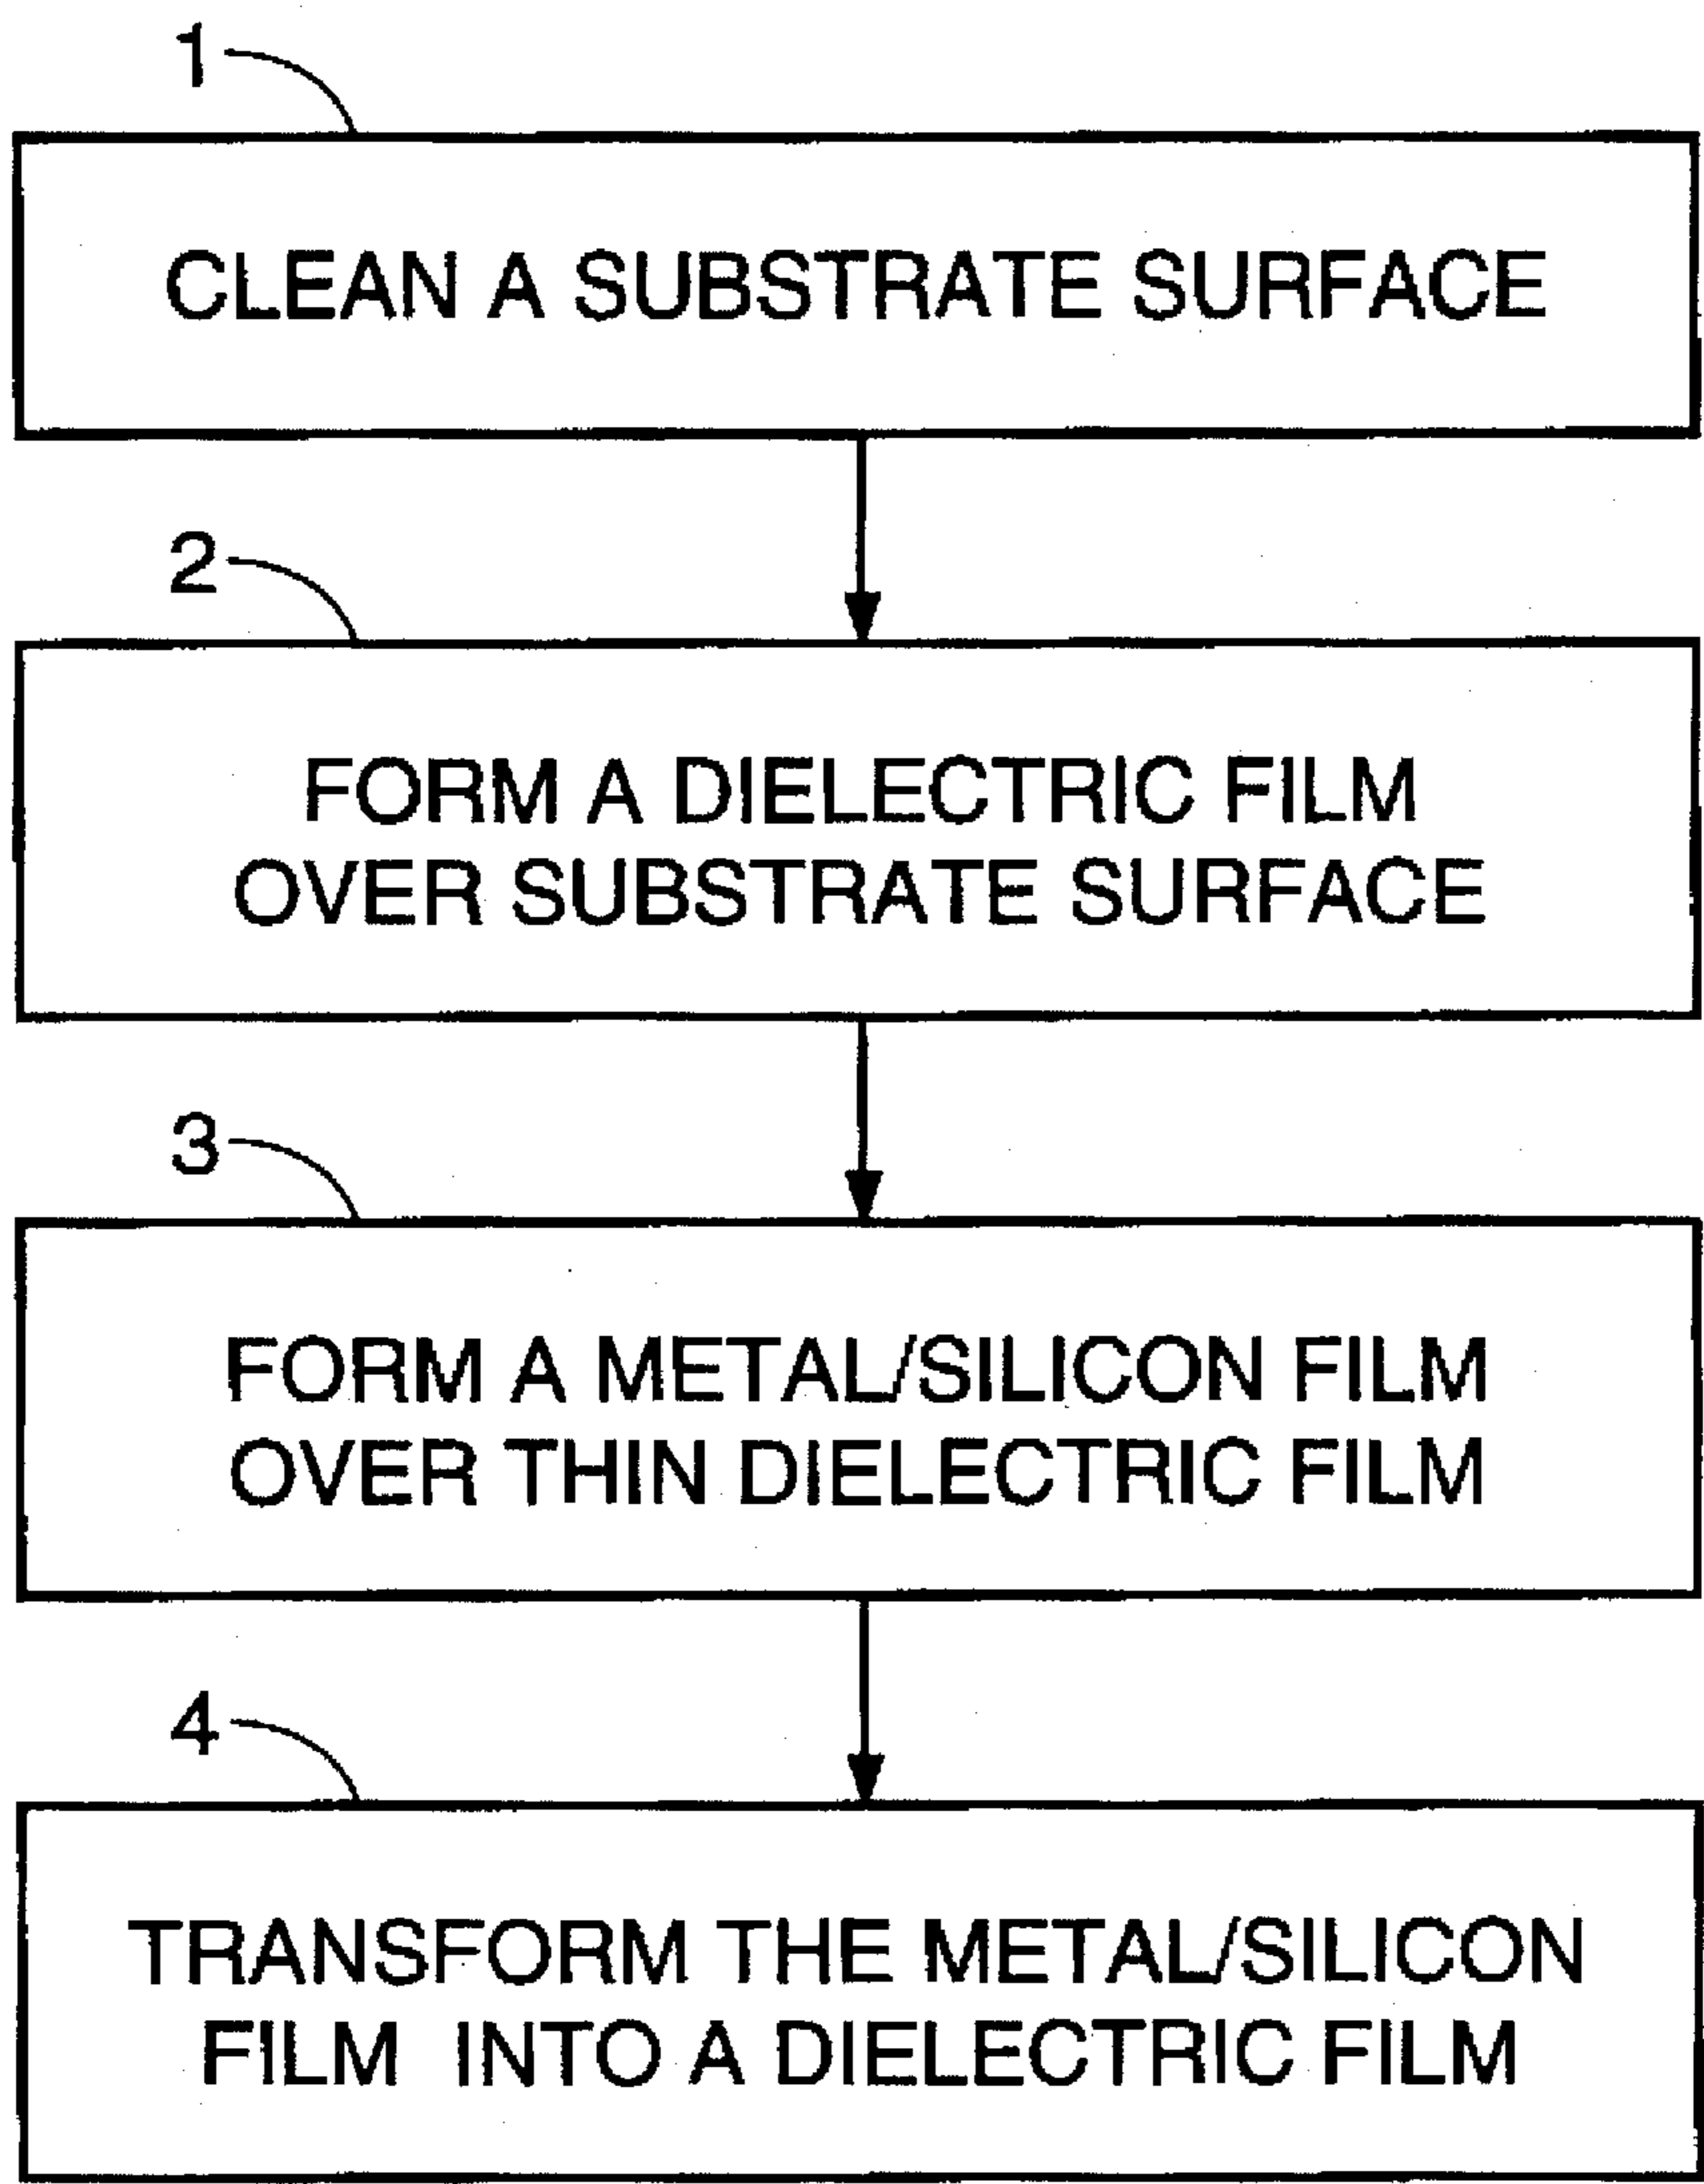 1
CLEAN A SUBSTRATE SURFACE
2
FORM A DIELECTRIC FILM
OVER SUBSTRATE SURFACE
3
FORM A METAL/SILICON FILM
OVER THIN DIELECTRIC FILM
4
TRANSFORM THE METAL/SILICON
FILM INTO A DIELECTRIC FILM